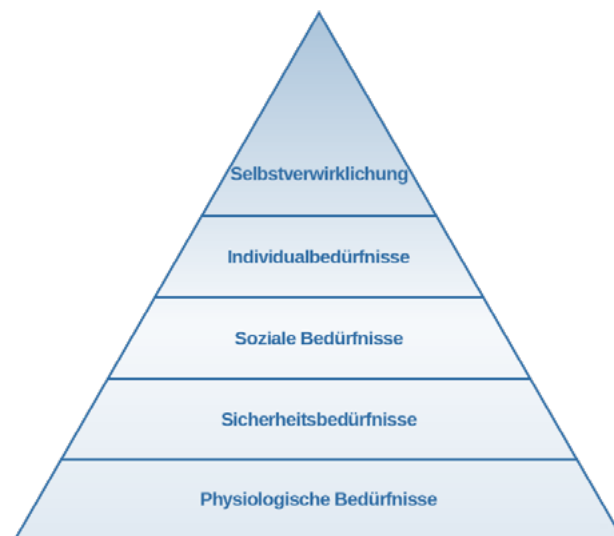 Selbstverwirklichung
Individualbedürfnisse
Soziale Bedürfnisse
Sicherheitsbedürfnisse
Physiologische Bedürfnisse